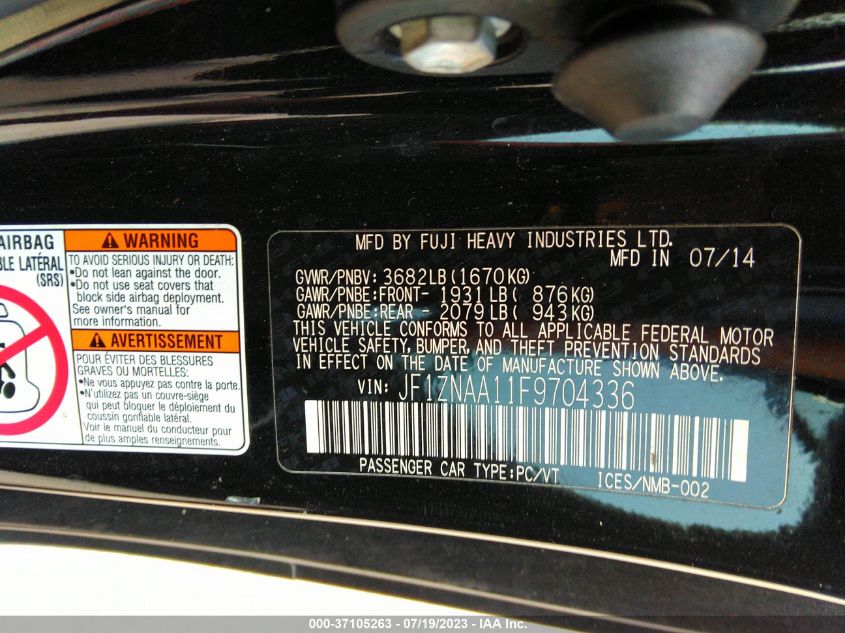 AIRBAG
BLE LATÉRAL
(SRS)
WARNING
TO AVOID SERIOUS INJURY OR DEATH:
•Do not lean against the door.
•Do not use seat covers that
block side airbag deployment.
See owner's manual for
more information.
AVERTISSEMENT
POUR ÉVITER DES BLESSURES
GRAVES OU MORTELLES:
•Ne vous appuyez pas contre la porte.
•N'utilisez pas un couvre-siège
qui peut bloquer le déploiement du
coussin gonflable latéral.
Voir le manuel du conducteur pour
de plus amples renseignements.
MFD BY FUJI HEAVY INDUSTRIES LTD.
MFD IN 07/14
GVWR/PNBV: 3682LB(1670KG)
GAWR/PNBE:FRONT- 1931LB( 876KG)
GAWR/PNBE:REAR - 2079LB( 943KG)
THIS VEHICLE CONFORMS TO ALL APPLICABLE FEDERAL MOTOR
VEHICLE SAFETY, BUMPER AND THEFT PREVENTION STANDARDS
IN EFFECT ON THE DATE OF MANUFACTURE SHOWN ABOVE.
VIN: JF1ZNAA11F9704336
PASSENGER CAR TYPE:PC/VT ICES/NMB-002
000-37105263 - 07/19/2023 - IAA Inc.